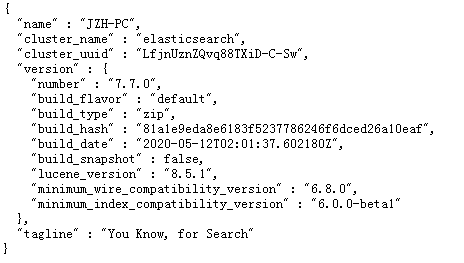 {
"name" : "JZH-PC",
"cluster_name" : "elasticsearch",
"cluster_uuid" : "LfjnUznZQvq88TXiD-C-Sw",
"version" : {
"number" : "7.7.0",
"build_flavor" : "default",
"build_type" : "zip",
"build_hash" : "81a1e9eda8e6183f5237786246f6dced26a10eaf",
"build_date" : "2020-05-12T02:01:37.602180Z",
"build_snapshot" : false,
"lucene_version" : "8.5.1",
"minimum_wire_compatibility_version" : "6.8.0",
"minimum_index_compatibility_version" : "6.0.0-beta1"
},
"tagline" : "You Know, for Search"
}